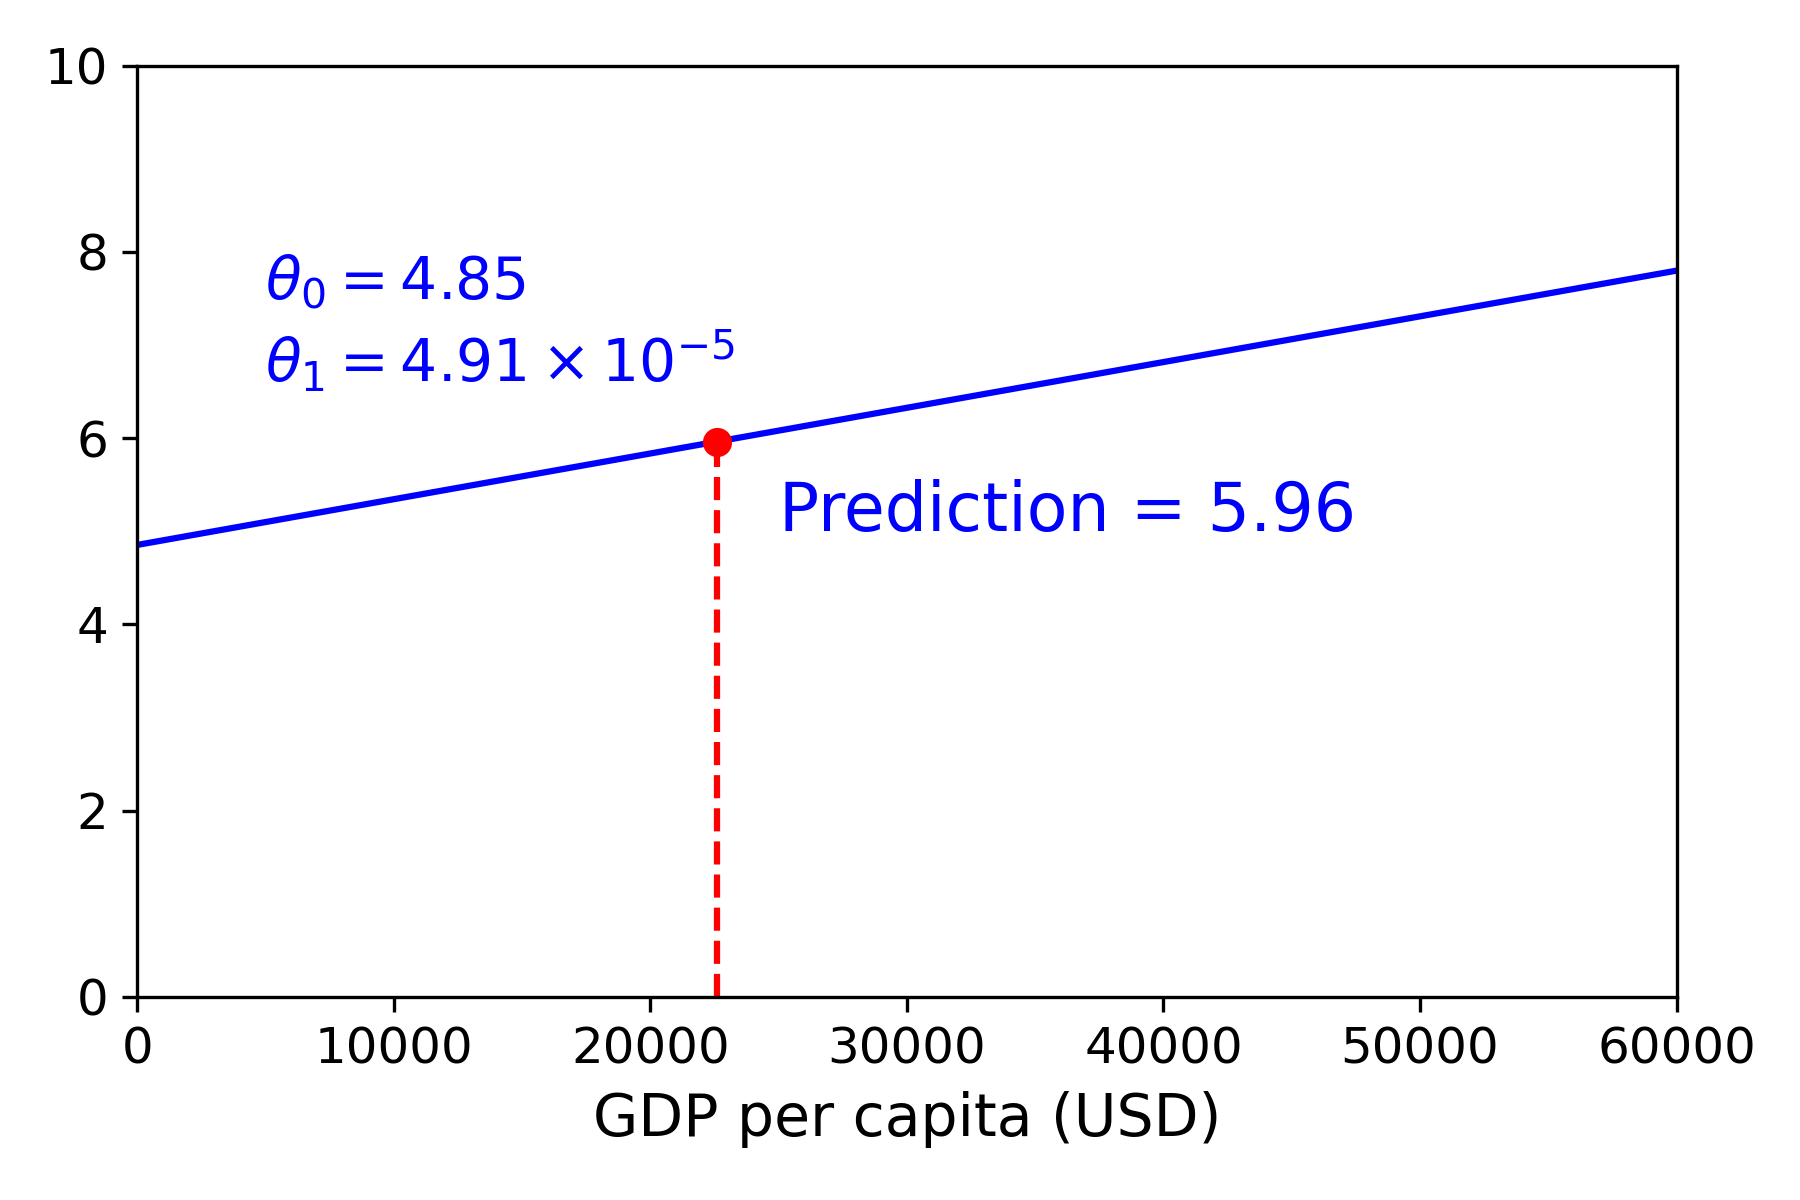 10
8
θ₀ = 4.85
θ₁ = 4.91 × 10⁻⁵
6
Prediction = 5.96
4
2
0
0 10000 20000 30000 40000 50000 60000
GDP per capita (USD)